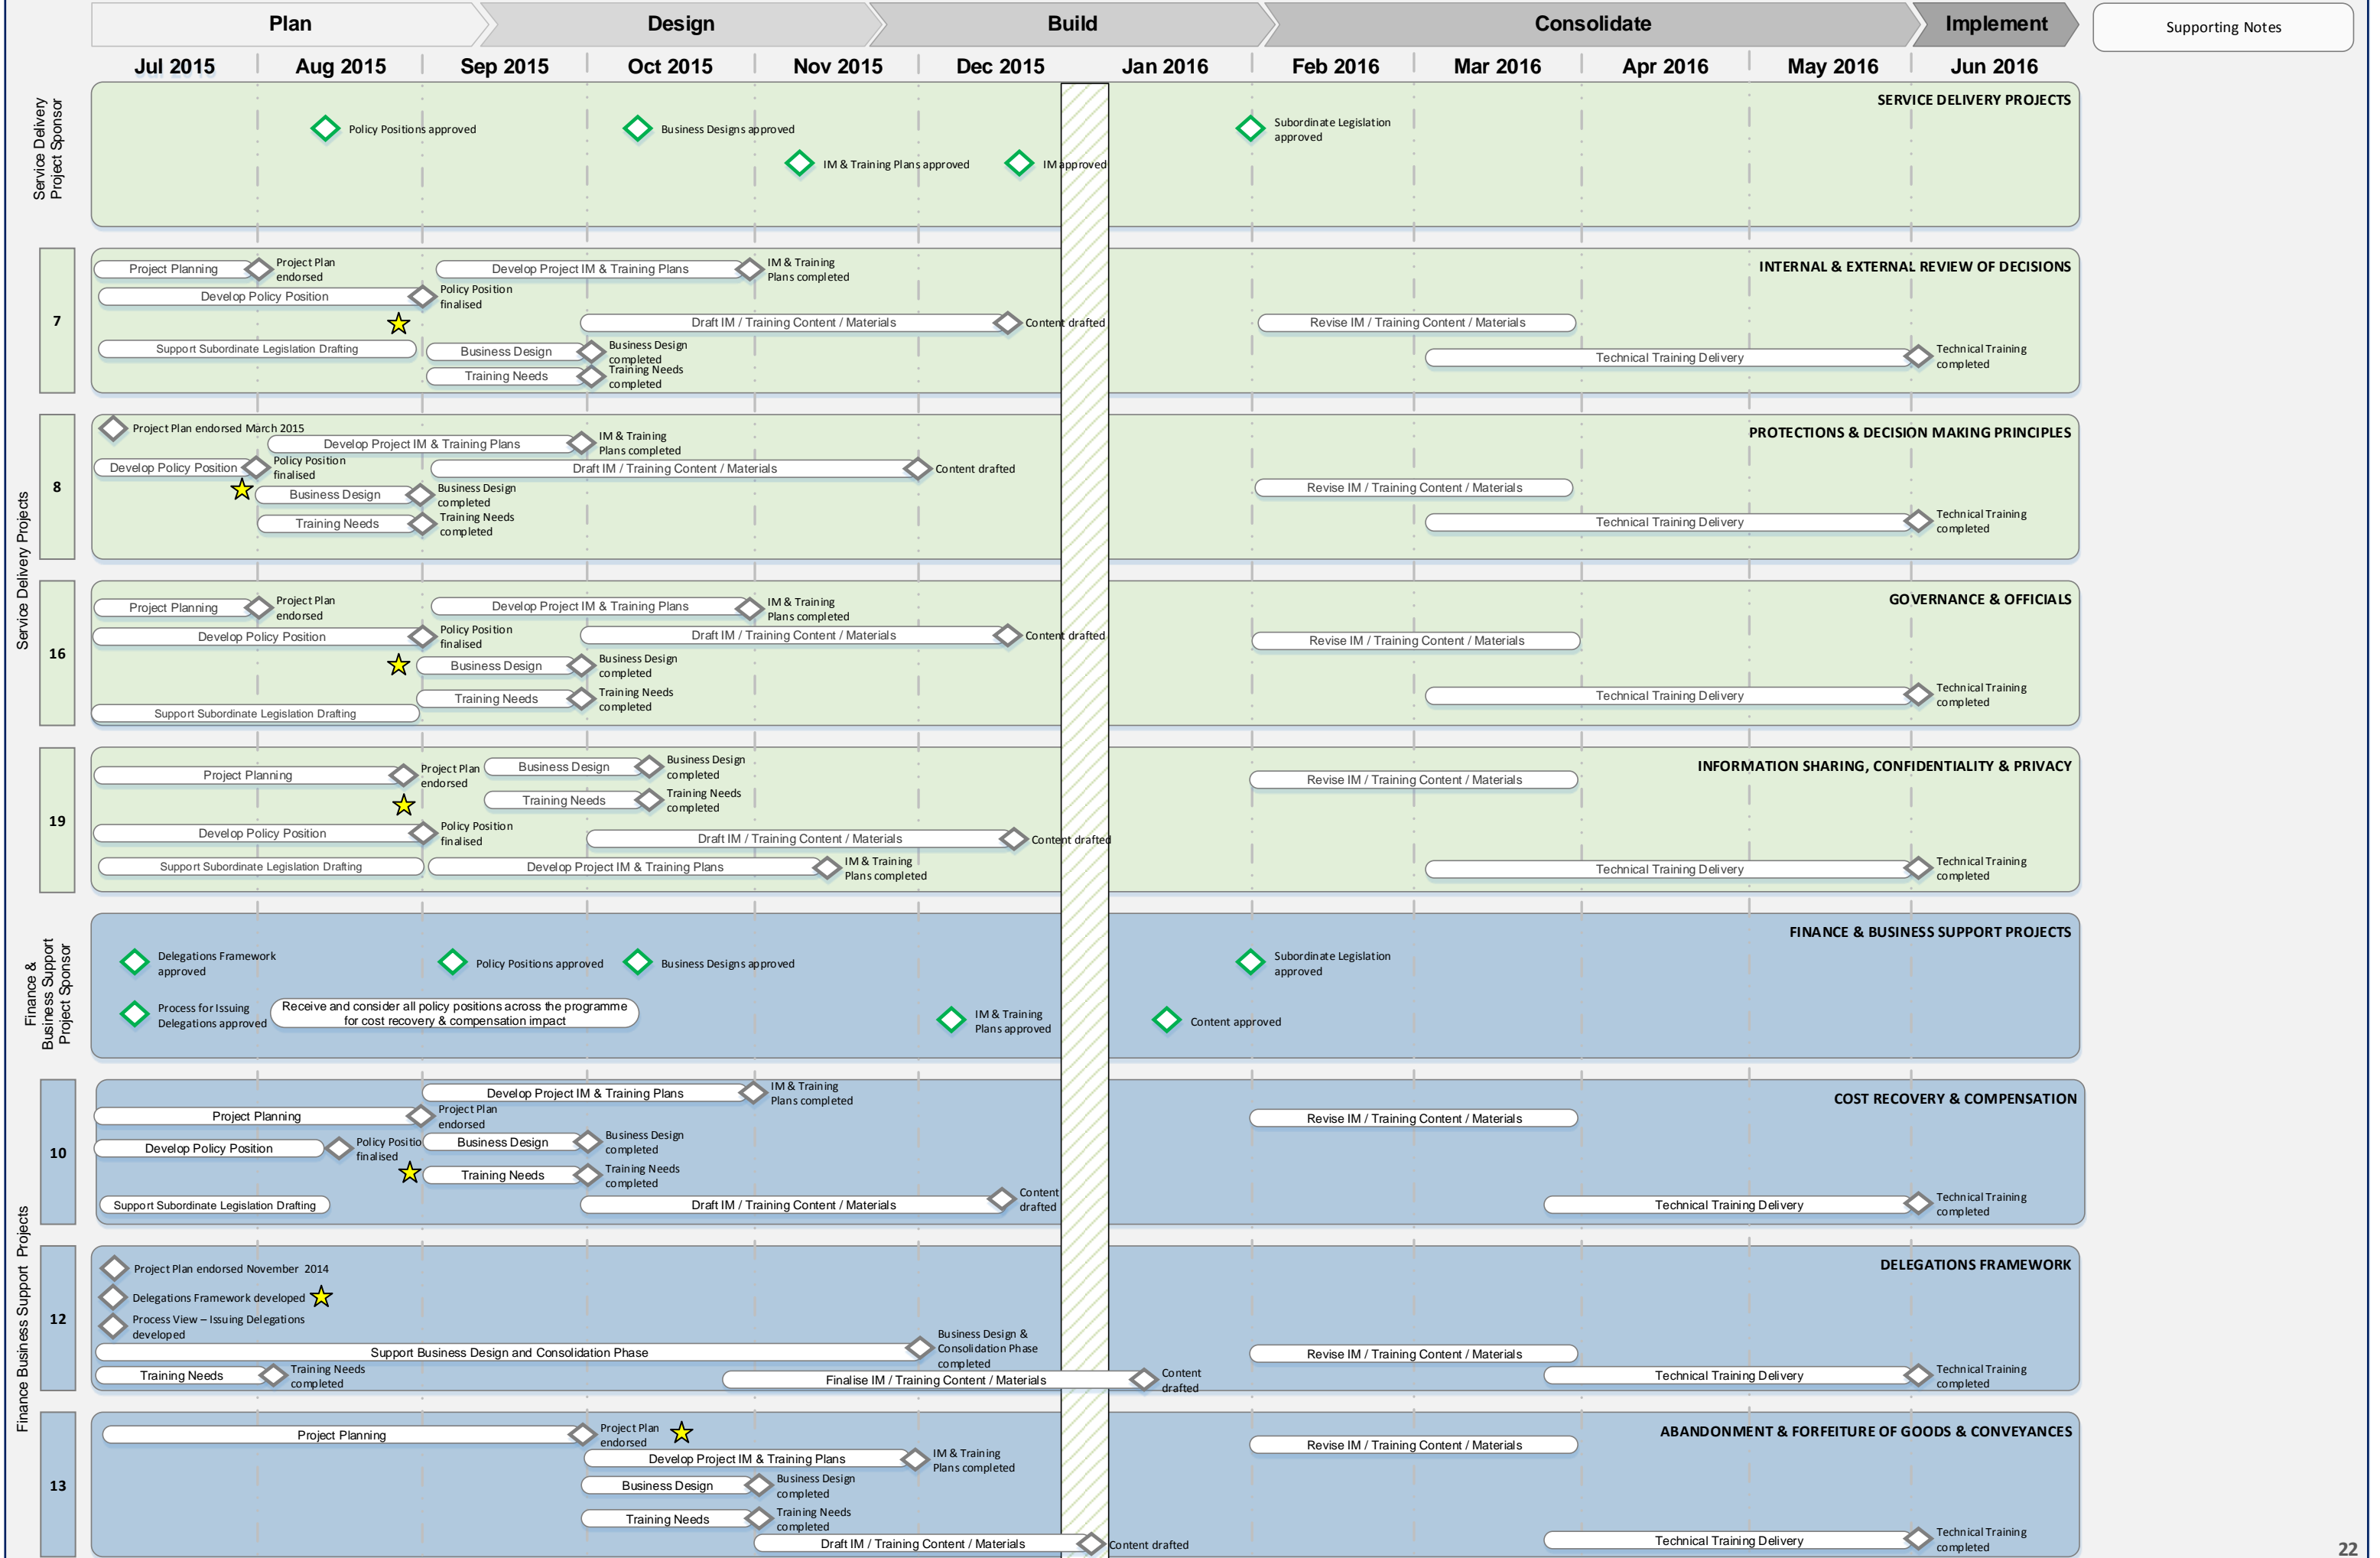 Plan
Design
Build
Consolidate
Implement
Supporting Notes
Jul 2015
Aug 2015
Sep 2015
Oct 2015
Nov 2015
Dec 2015
Jan 2016
Feb 2016
Mar 2016
Apr 2016
May 2016
Jun 2016
Service Delivery
Project Sponsor
SERVICE DELIVERY PROJECTS
Policy Positions approved
Business Designs approved
Subordinate Legislation
approved
IM & Training Plans approved
IM approved
Service Delivery Projects
7
INTERNAL & EXTERNAL REVIEW OF DECISIONS
Project Planning
Project Plan
endorsed
Develop Project IM & Training Plans
IM & Training
Plans completed
Develop Policy Position
Policy Position
finalised
Draft IM / Training Content / Materials
Content drafted
Revise IM / Training Content / Materials
Support Subordinate Legislation Drafting
Business Design
Business Design
completed
Technical Training Delivery
Technical Training
completed
Training Needs
Training Needs
completed
8
PROTECTIONS & DECISION MAKING PRINCIPLES
Project Plan endorsed March 2015
Develop Project IM & Training Plans
IM & Training
Plans completed
Develop Policy Position
Policy Position
finalised
Draft IM / Training Content / Materials
Content drafted
Business Design
Business Design
completed
Revise IM / Training Content / Materials
Training Needs
Training Needs
completed
Technical Training Delivery
Technical Training
completed
16
GOVERNANCE & OFFICIALS
Project Planning
Project Plan
endorsed
Develop Project IM & Training Plans
IM & Training
Plans completed
Develop Policy Position
Policy Position
finalised
Draft IM / Training Content / Materials
Content drafted
Revise IM / Training Content / Materials
Business Design
Business Design
completed
Training Needs
Training Needs
completed
Technical Training Delivery
Technical Training
completed
Support Subordinate Legislation Drafting
19
INFORMATION SHARING, CONFIDENTIALITY & PRIVACY
Project Planning
Project Plan
endorsed
Business Design
Business Design
completed
Revise IM / Training Content / Materials
Training Needs
Training Needs
completed
Develop Policy Position
Policy Position
finalised
Draft IM / Training Content / Materials
Content drafted
Support Subordinate Legislation Drafting
Develop Project IM & Training Plans
IM & Training
Plans completed
Technical Training Delivery
Technical Training
completed
Finance &
Business Support
Project Sponsor
FINANCE & BUSINESS SUPPORT PROJECTS
Delegations Framework
approved
Policy Positions approved
Business Designs approved
Subordinate Legislation
approved
Process for Issuing
Delegations approved
Receive and consider all policy positions across the programme
for cost recovery & compensation impact
IM & Training
Plans approved
Content approved
Finance Business Support Projects
10
COST RECOVERY & COMPENSATION
Develop Project IM & Training Plans
IM & Training
Plans completed
Project Planning
Project Plan
endorsed
Revise IM / Training Content / Materials
Develop Policy Position
Policy Positio
finalised
Business Design
Business Design
completed
Training Needs
Training Needs
completed
Support Subordinate Legislation Drafting
Draft IM / Training Content / Materials
Content
drafted
Technical Training Delivery
Technical Training
completed
12
DELEGATIONS FRAMEWORK
Project Plan endorsed November 2014
Delegations Framework developed
Process View – Issuing Delegations
developed
Support Business Design and Consolidation Phase
Business Design &
Consolidation Phase
completed
Revise IM / Training Content / Materials
Training Needs
Training Needs
completed
Finalise IM / Training Content / Materials
Content
drafted
Technical Training Delivery
Technical Training
completed
13
ABANDONMENT & FORFEITURE OF GOODS & CONVEYANCES
Project Planning
Project Plan
endorsed
Revise IM / Training Content / Materials
Develop Project IM & Training Plans
IM & Training
Plans completed
Business Design
Business Design
completed
Training Needs
Training Needs
completed
Draft IM / Training Content / Materials
Content drafted
Technical Training Delivery
Technical Training
completed
22